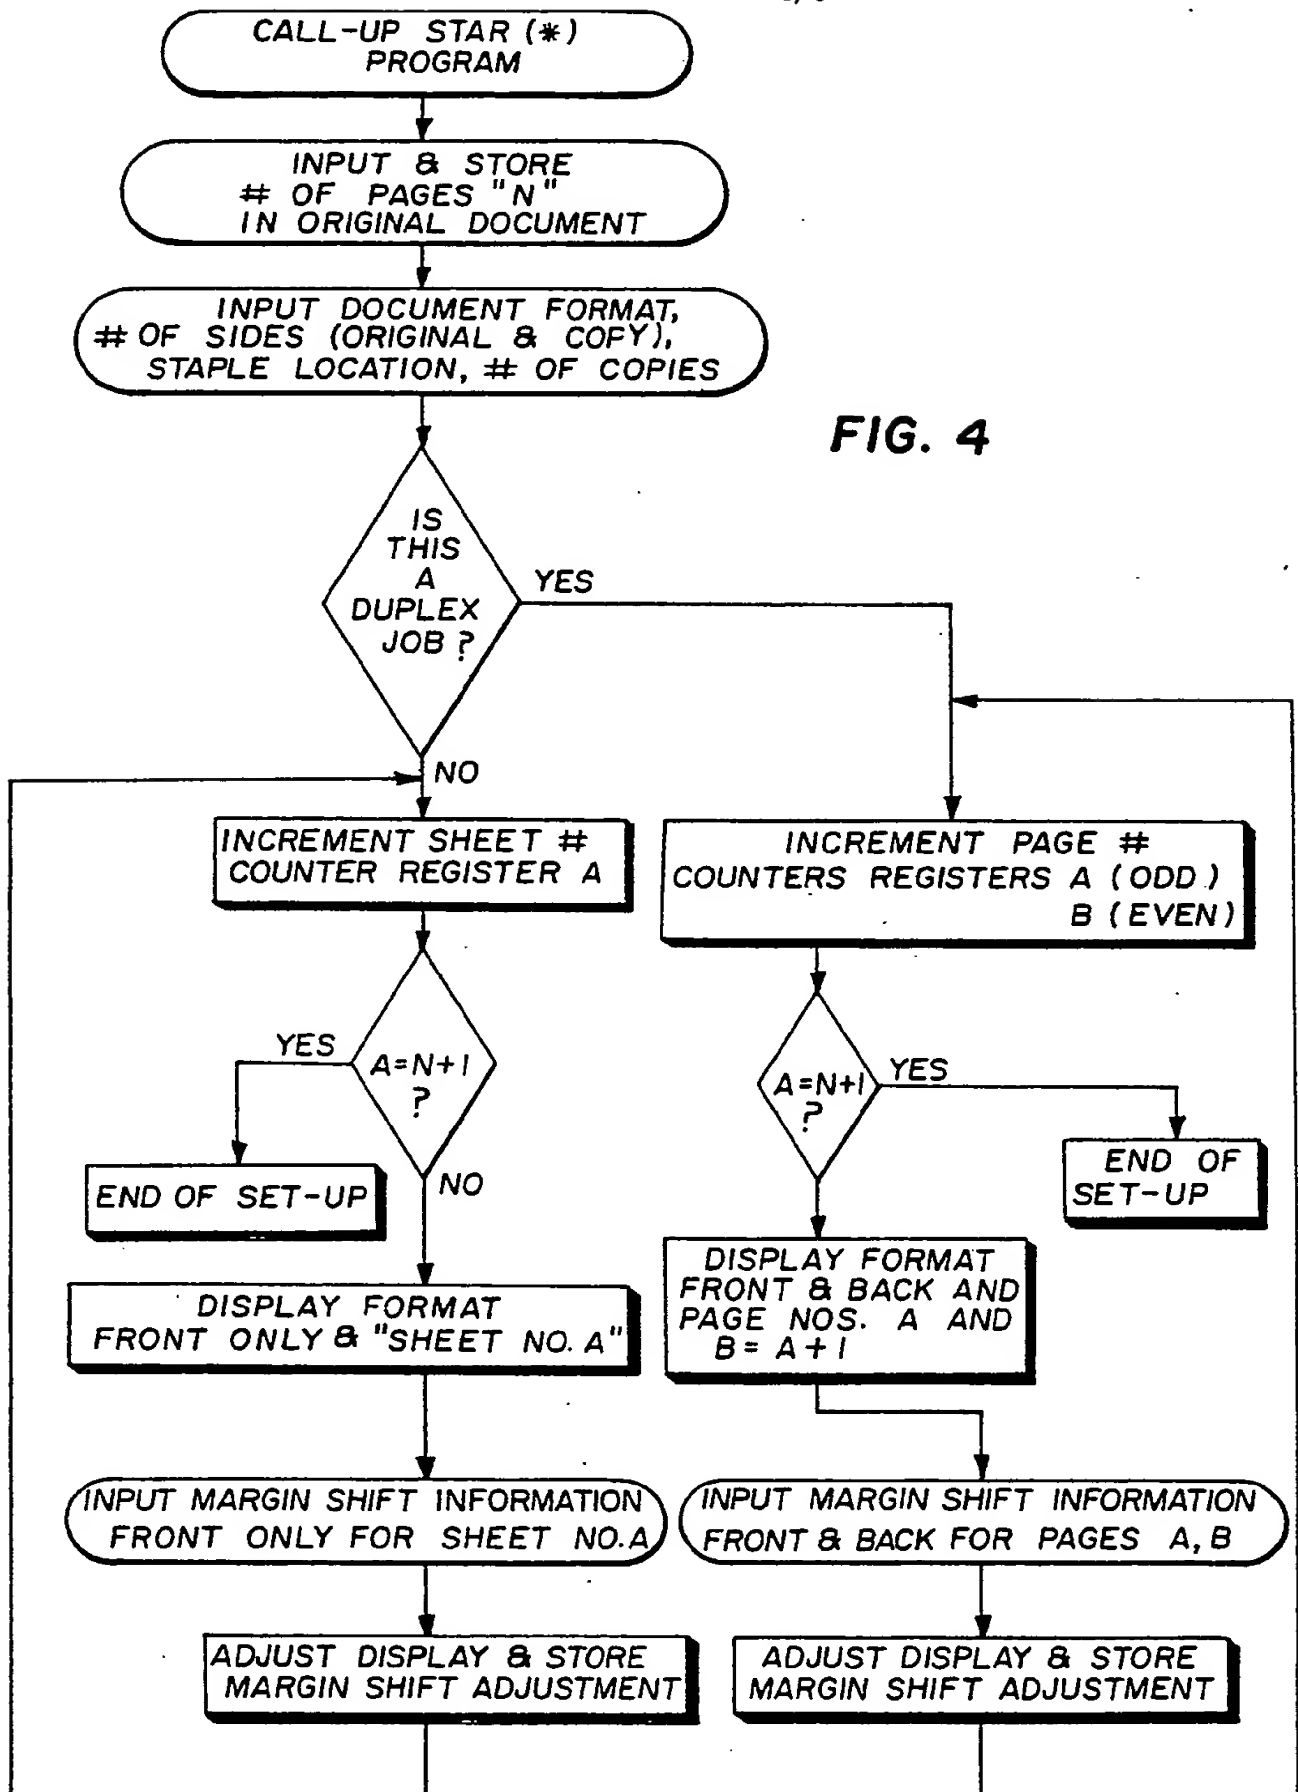 CALL-UP STAR (*)
PROGRAM
INPUT & STORE
# OF PAGES "N"
IN ORIGINAL DOCUMENT
INPUT DOCUMENT FORMAT,
# OF SIDES (ORIGINAL & COPY),
STAPLE LOCATION, # OF COPIES
FIG. 4
IS
THIS
A
DUPLEX
JOB ?
YES
NO
INCREMENT SHEET #
COUNTER REGISTER A
INCREMENT PAGE #
COUNTERS REGISTERS A (ODD)
B (EVEN)
YES
A=N+1
?
NO
A=N+1
?
YES
END OF SET-UP
END OF
SET-UP
DISPLAY FORMAT
FRONT ONLY & "SHEET NO. A"
DISPLAY FORMAT
FRONT & BACK AND
PAGE NOS. A AND
B = A + 1
INPUT MARGIN SHIFT INFORMATION
FRONT ONLY FOR SHEET NO. A
INPUT MARGIN SHIFT INFORMATION
FRONT & BACK FOR PAGES A, B
ADJUST DISPLAY & STORE
MARGIN SHIFT ADJUSTMENT
ADJUST DISPLAY & STORE
MARGIN SHIFT ADJUSTMENT